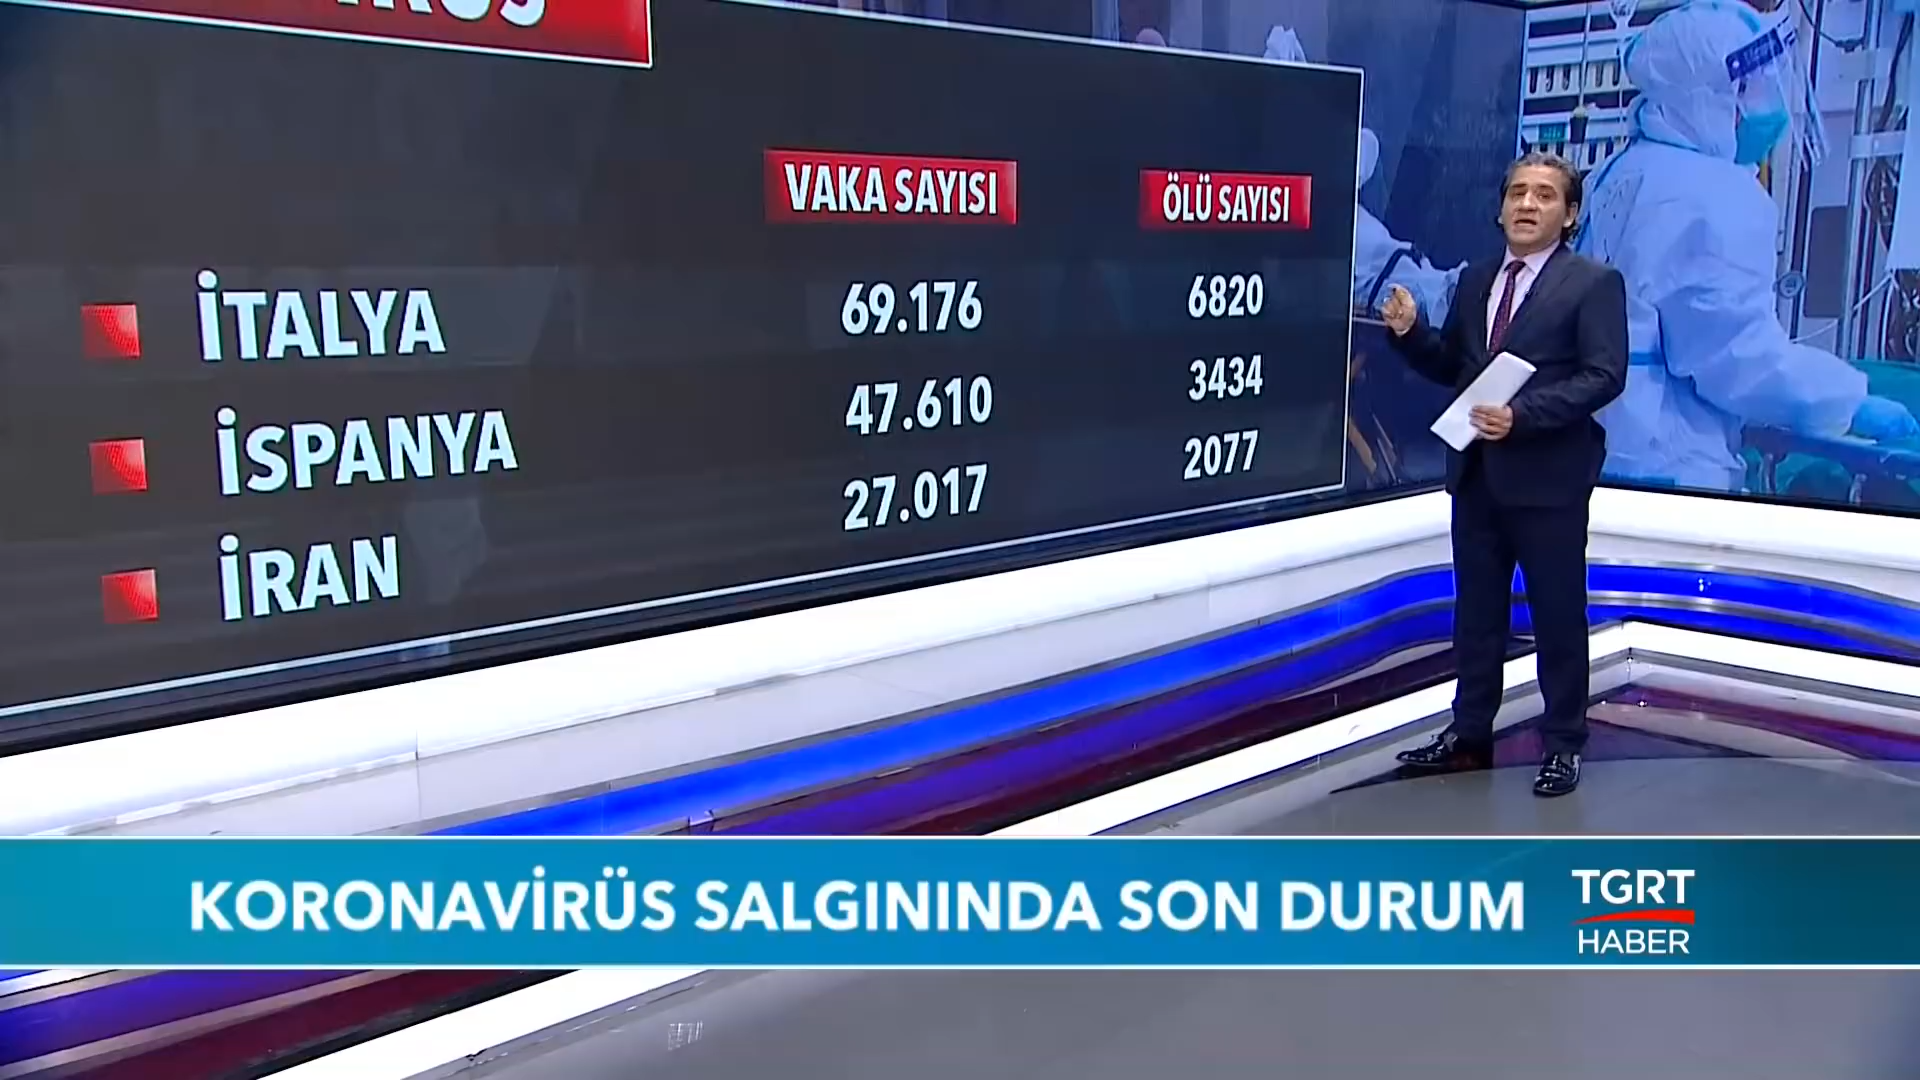 VAKA SAYISI ÖLÜ SAYISI
İTALYA 69.176 6820
İSPANYA 47.610 3434
İRAN 27.017 2077
KORONAVİRÜS SALGININDA SON DURUM
TGRT
HABER